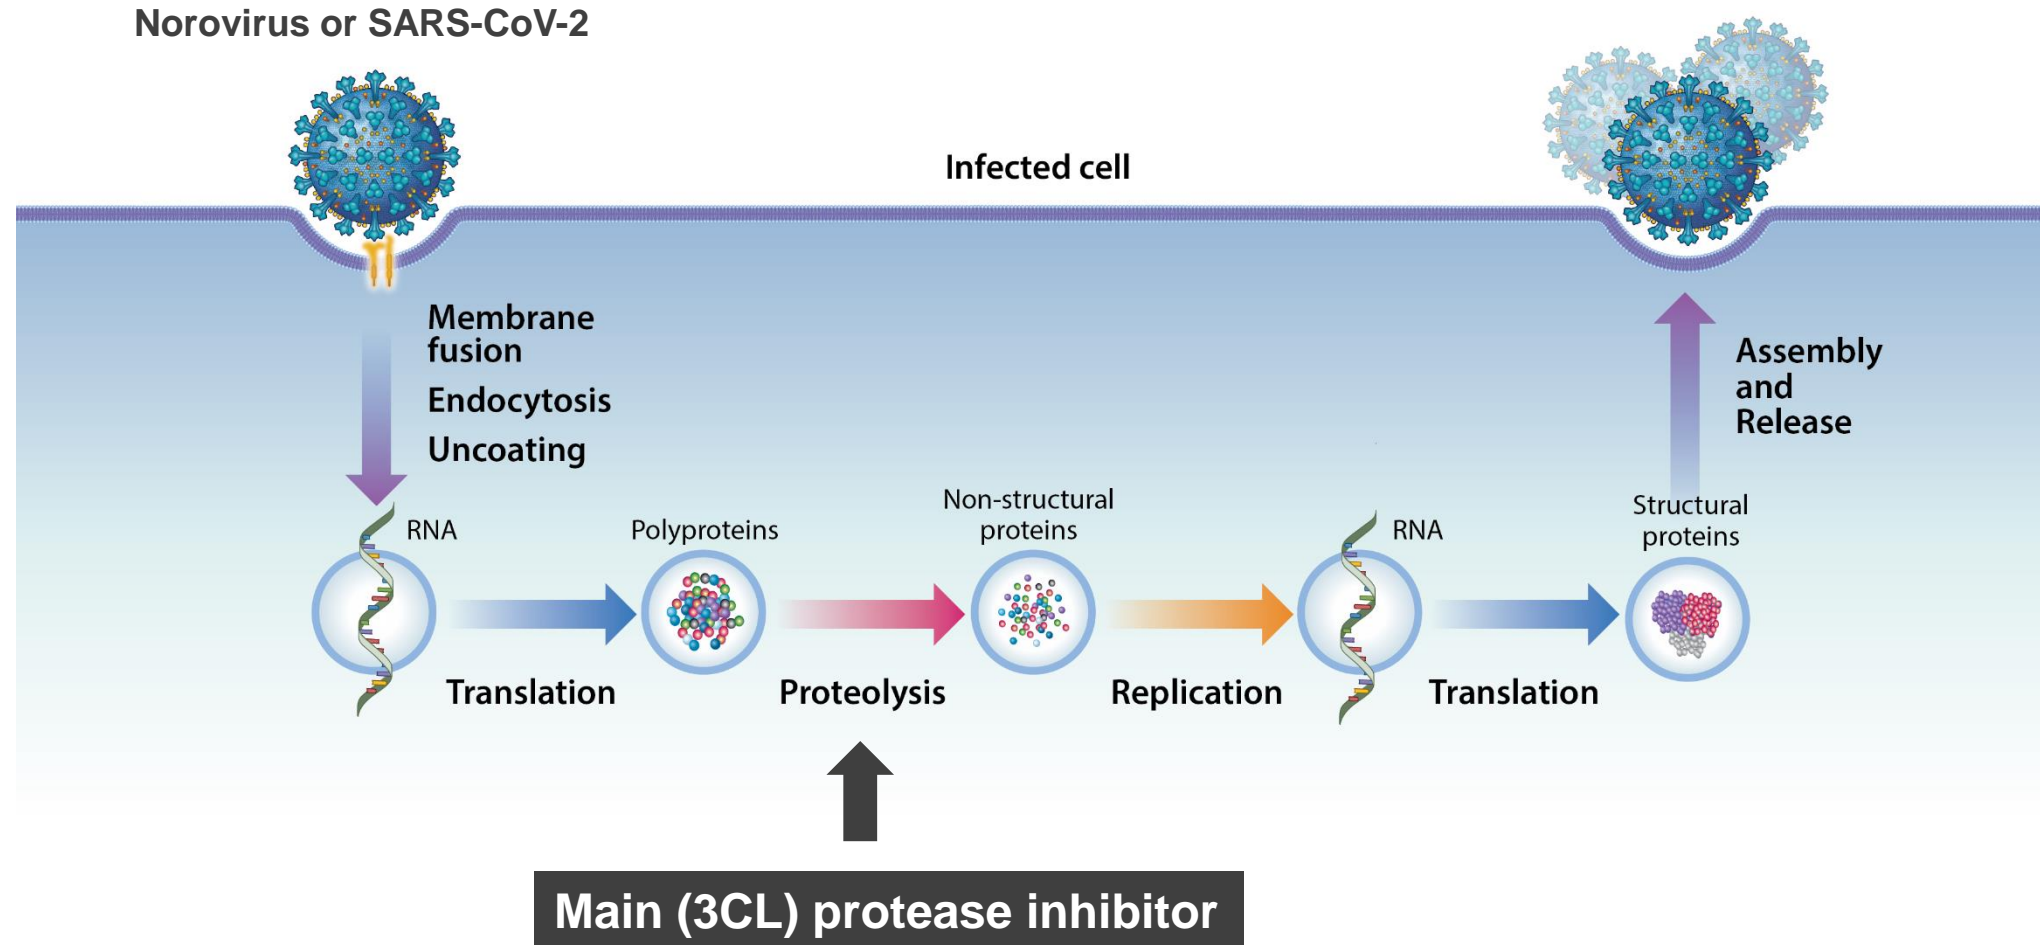 Norovirus or SARS-CoV-2
Infected cell
Membrane
fusion
Endocytosis
Uncoating
Assembly
and
Release
RNA
Polyproteins
Non-structural
proteins
RNA
Structural
proteins
Translation
Proteolysis
Replication
Translation
Main (3CL) protease inhibitor